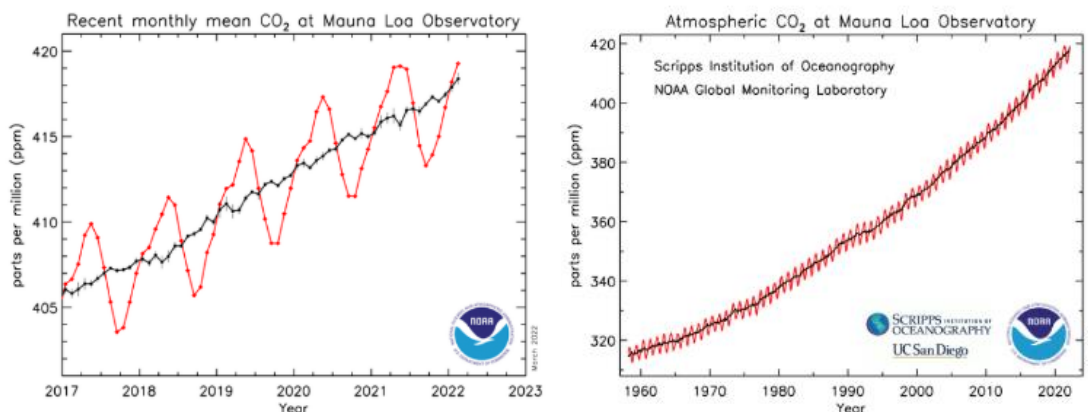 Recent monthly mean CO₂ at Mauna Loa Observatory
parts per million (ppm)
420
415
410
405
2017 2018 2019 2020 2021 2022 2023
Year
NOAA
March 2022
Atmospheric CO₂ at Mauna Loa Observatory
Scripps Institution of Oceanography
NOAA Global Monitoring Laboratory
parts per million (ppm)
420
400
380
360
340
320
1960 1970 1980 1990 2000 2010 2020
Year
SCRIPPS INSTITUTION OF
OCEANOGRAPHY
UC San Diego
NOAA